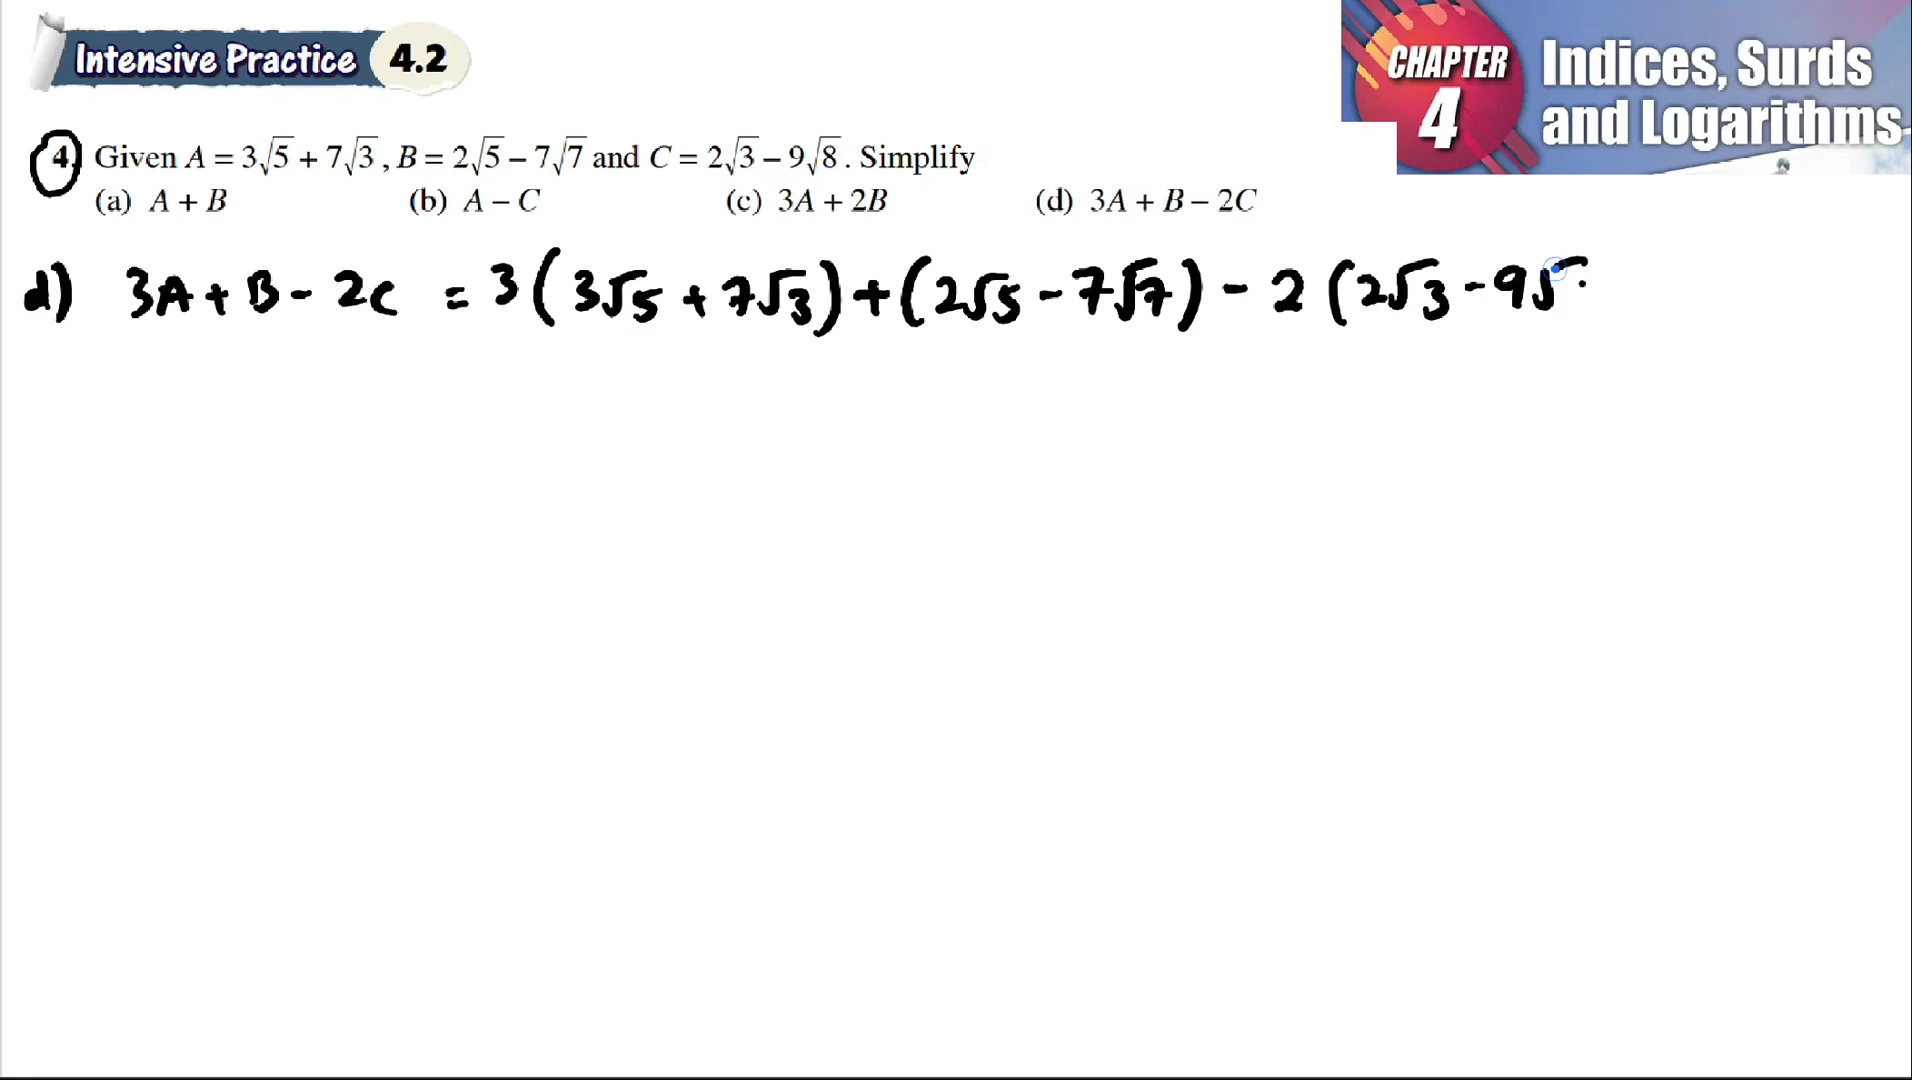 Intensive Practice 4.2
CHAPTER 4
Indices, Surds
and Logarithms
4. Given A = 3√5 + 7√3 , B = 2√5 − 7√7 and C = 2√3 − 9√8 . Simplify
(a) A + B (b) A − C (c) 3A + 2B (d) 3A + B − 2C
d) 3A + B − 2C = 3(3√5 + 7√3) + (2√5 − 7√7) − 2(2√3 − 9√